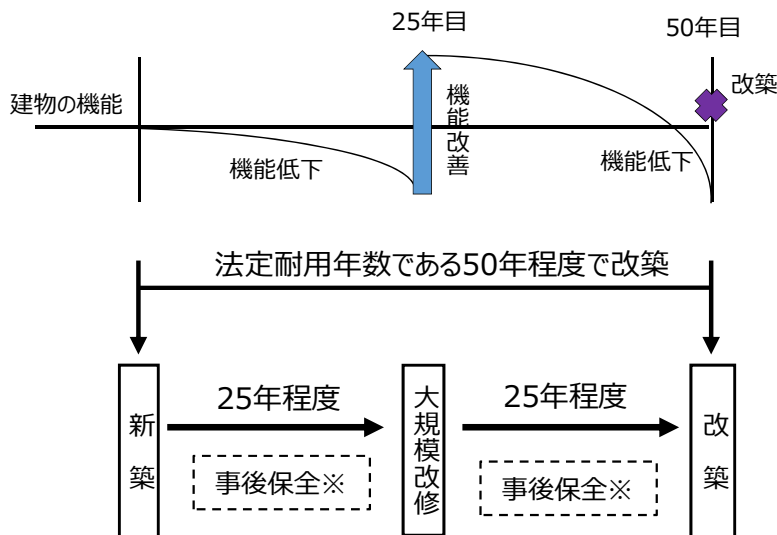 25年目
50年目
建物の機能
改築
機能改善
機能低下
機能低下
法定耐用年数である50年程度で改築
新築
25年程度
事後保全※
大規模改修
25年程度
事後保全※
改築